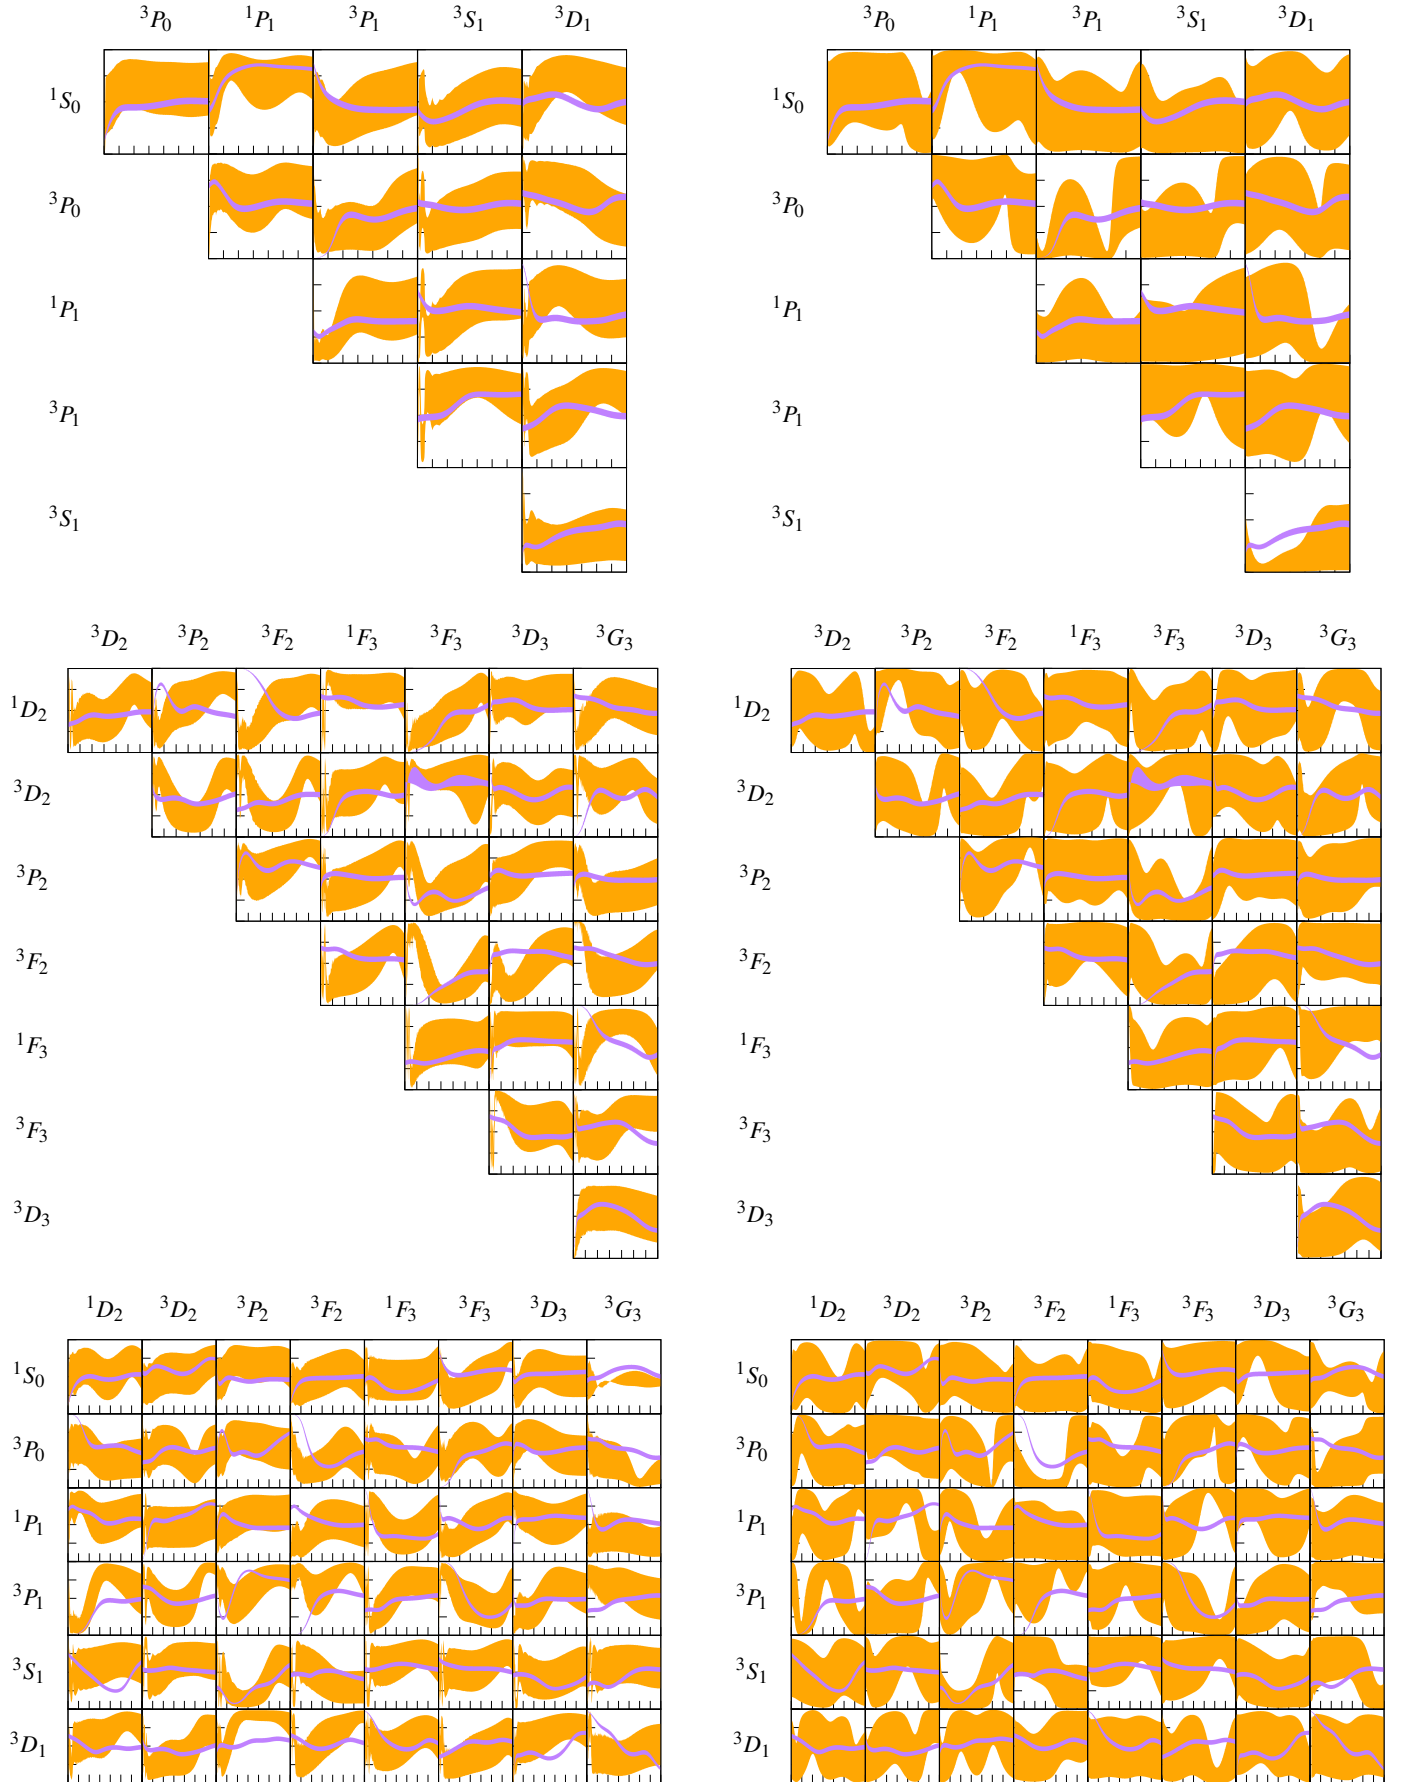 ³P₀ ¹P₁ ³P₁ ³S₁ ³D₁ ³P₀ ¹P₁ ³P₁ ³S₁ ³D₁
¹S₀ ¹S₀
³P₀ ³P₀
¹P₁ ¹P₁
³P₁ ³P₁
³S₁ ³S₁
³D₂ ³P₂ ³F₂ ¹F₃ ³F₃ ³D₃ ³G₃ ³D₂ ³P₂ ³F₂ ¹F₃ ³F₃ ³D₃ ³G₃
¹D₂ ¹D₂
³D₂ ³D₂
³P₂ ³P₂
³F₂ ³F₂
¹F₃ ¹F₃
³F₃ ³F₃
³D₃ ³D₃
¹D₂ ³D₂ ³P₂ ³F₂ ¹F₃ ³F₃ ³D₃ ³G₃ ¹D₂ ³D₂ ³P₂ ³F₂ ¹F₃ ³F₃ ³D₃ ³G₃
¹S₀ ¹S₀
³P₀ ³P₀
¹P₁ ¹P₁
³P₁ ³P₁
³S₁ ³S₁
³D₁ ³D₁